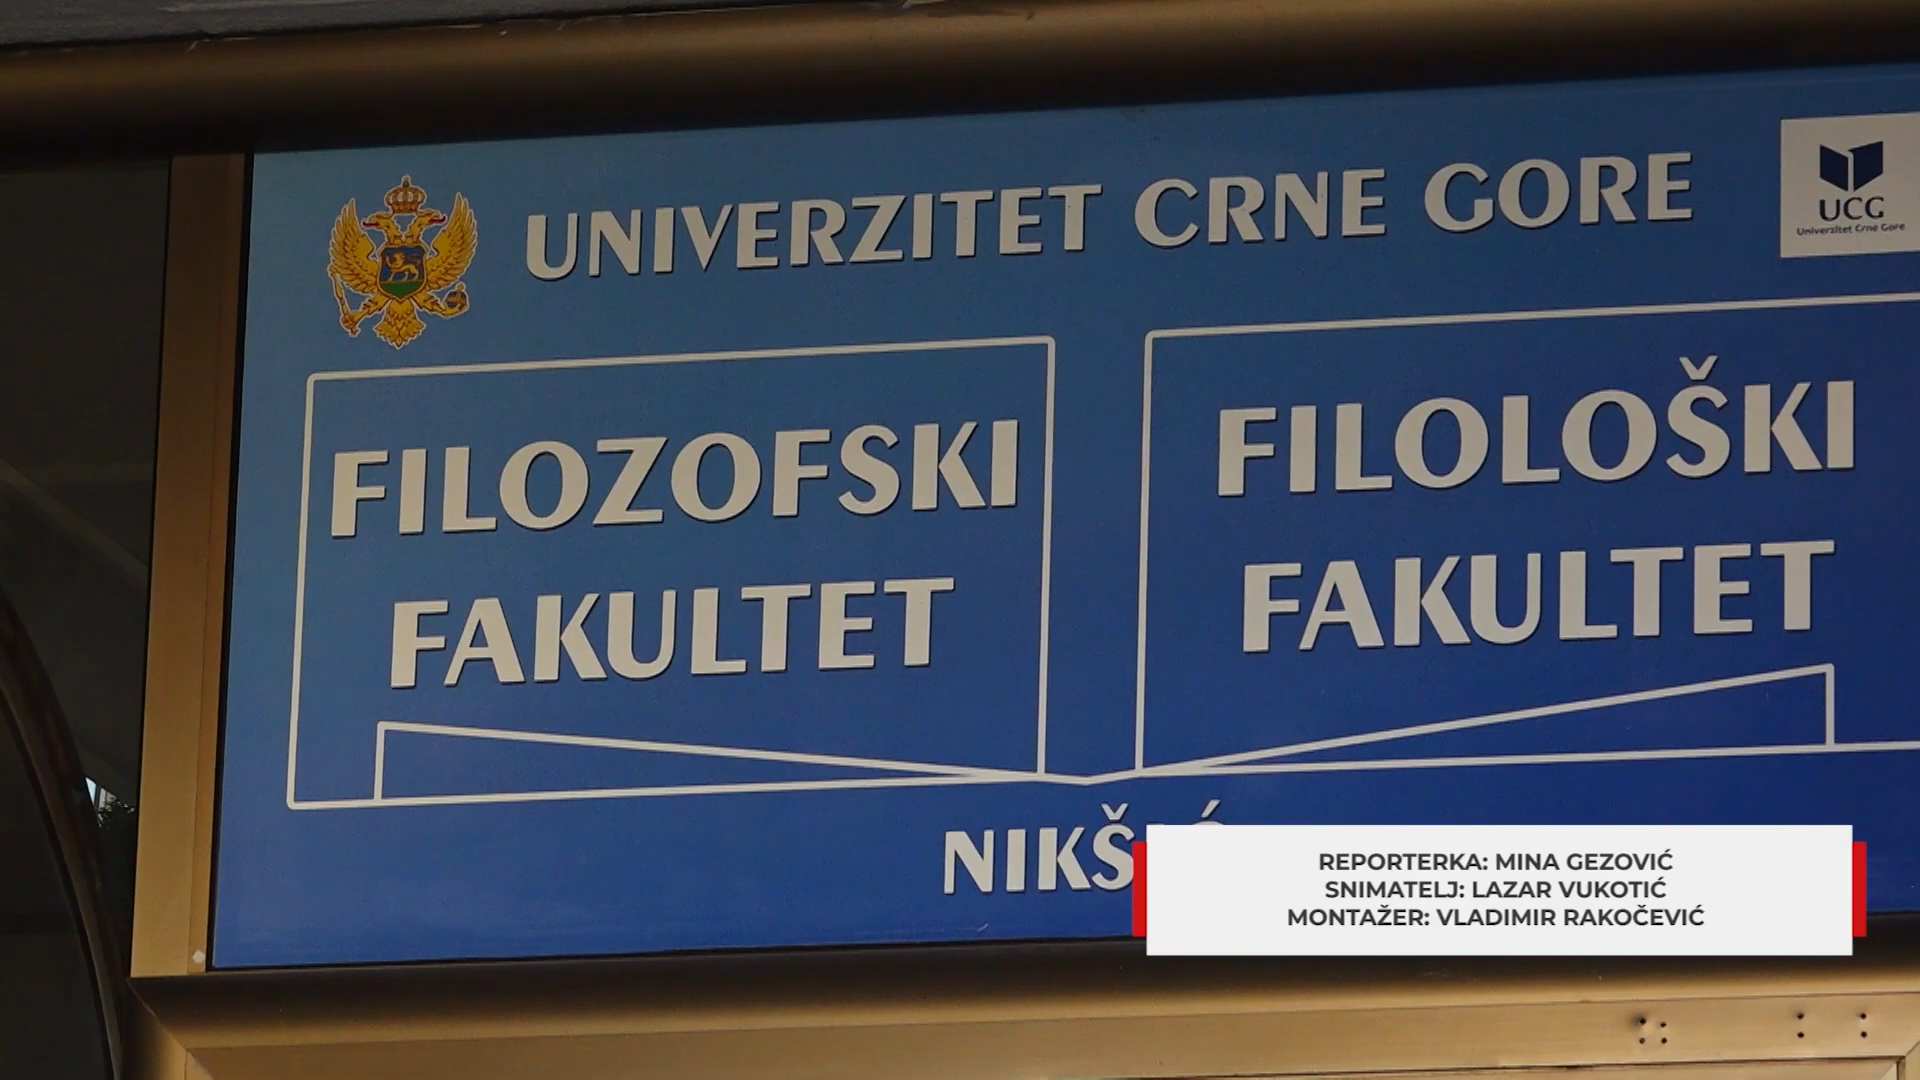 UNIVERZITET CRNE GORE
UCG
Univerzitet Crne Gore
FILOZOFSKI
FAKULTET
FILOLOŠKI
FAKULTET
NIKŠIĆ
REPORTERKA: MINA GEZOVIĆ
SNIMATELJ: LAZAR VUKOTIĆ
MONTAŽER: VLADIMIR RAKOČEVIĆ